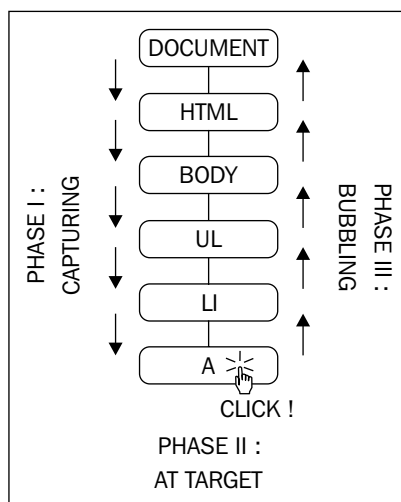 DOCUMENT
HTML
BODY
UL
LI
A
CLICK !
PHASE I :
CAPTURING
PHASE III :
BUBBLING
PHASE II :
AT TARGET